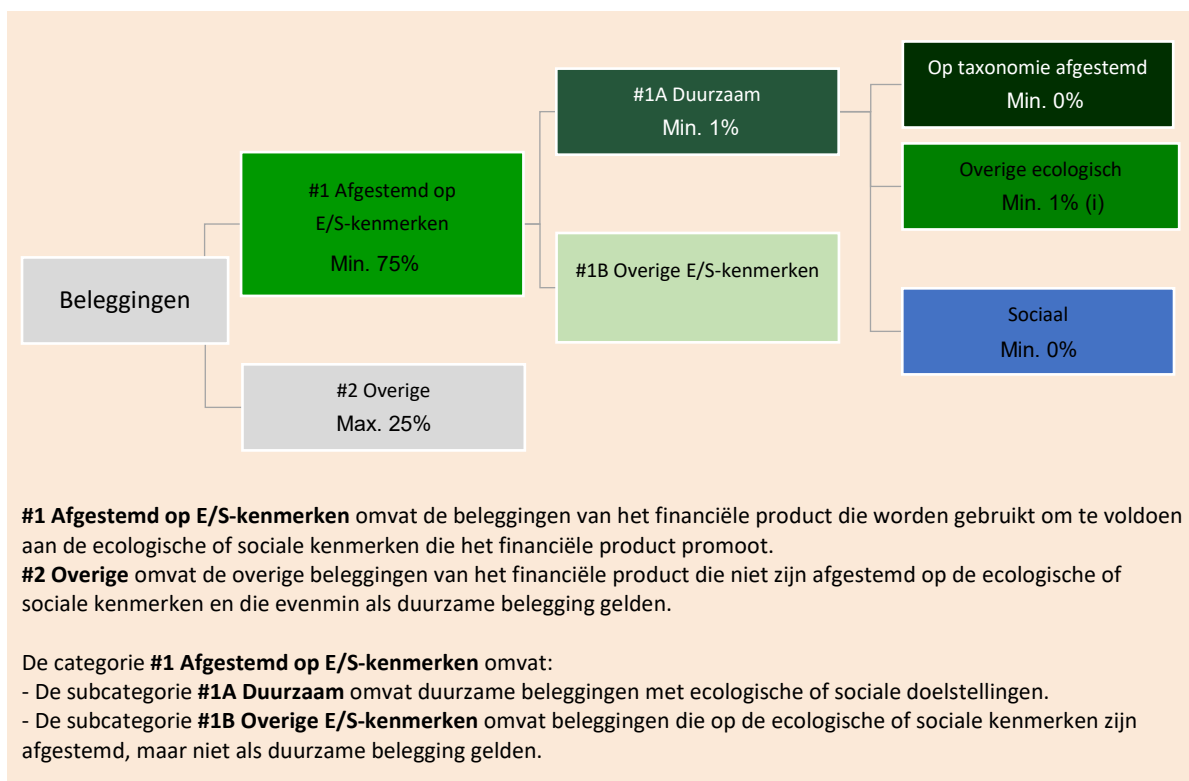 Beleggingen
#1 Afgestemd op
E/S-kenmerken
Min. 75%
#2 Overige
Max. 25%
#1A Duurzaam
Min. 1%
#1B Overige E/S-kenmerken
Op taxonomie afgestemd
Min. 0%
Overige ecologisch
Min. 1% (i)
Sociaal
Min. 0%
#1 Afgestemd op E/S-kenmerken omvat de beleggingen van het financiële product die worden gebruikt om te voldoen
aan de ecologische of sociale kenmerken die het financiële product promoot.
#2 Overige omvat de overige beleggingen van het financiële product die niet zijn afgestemd op de ecologische of
sociale kenmerken en die evenmin als duurzame belegging gelden.
De categorie #1 Afgestemd op E/S-kenmerken omvat:
- De subcategorie #1A Duurzaam omvat duurzame beleggingen met ecologische of sociale doelstellingen.
- De subcategorie #1B Overige E/S-kenmerken omvat beleggingen die op de ecologische of sociale kenmerken zijn
afgestemd, maar niet als duurzame belegging gelden.